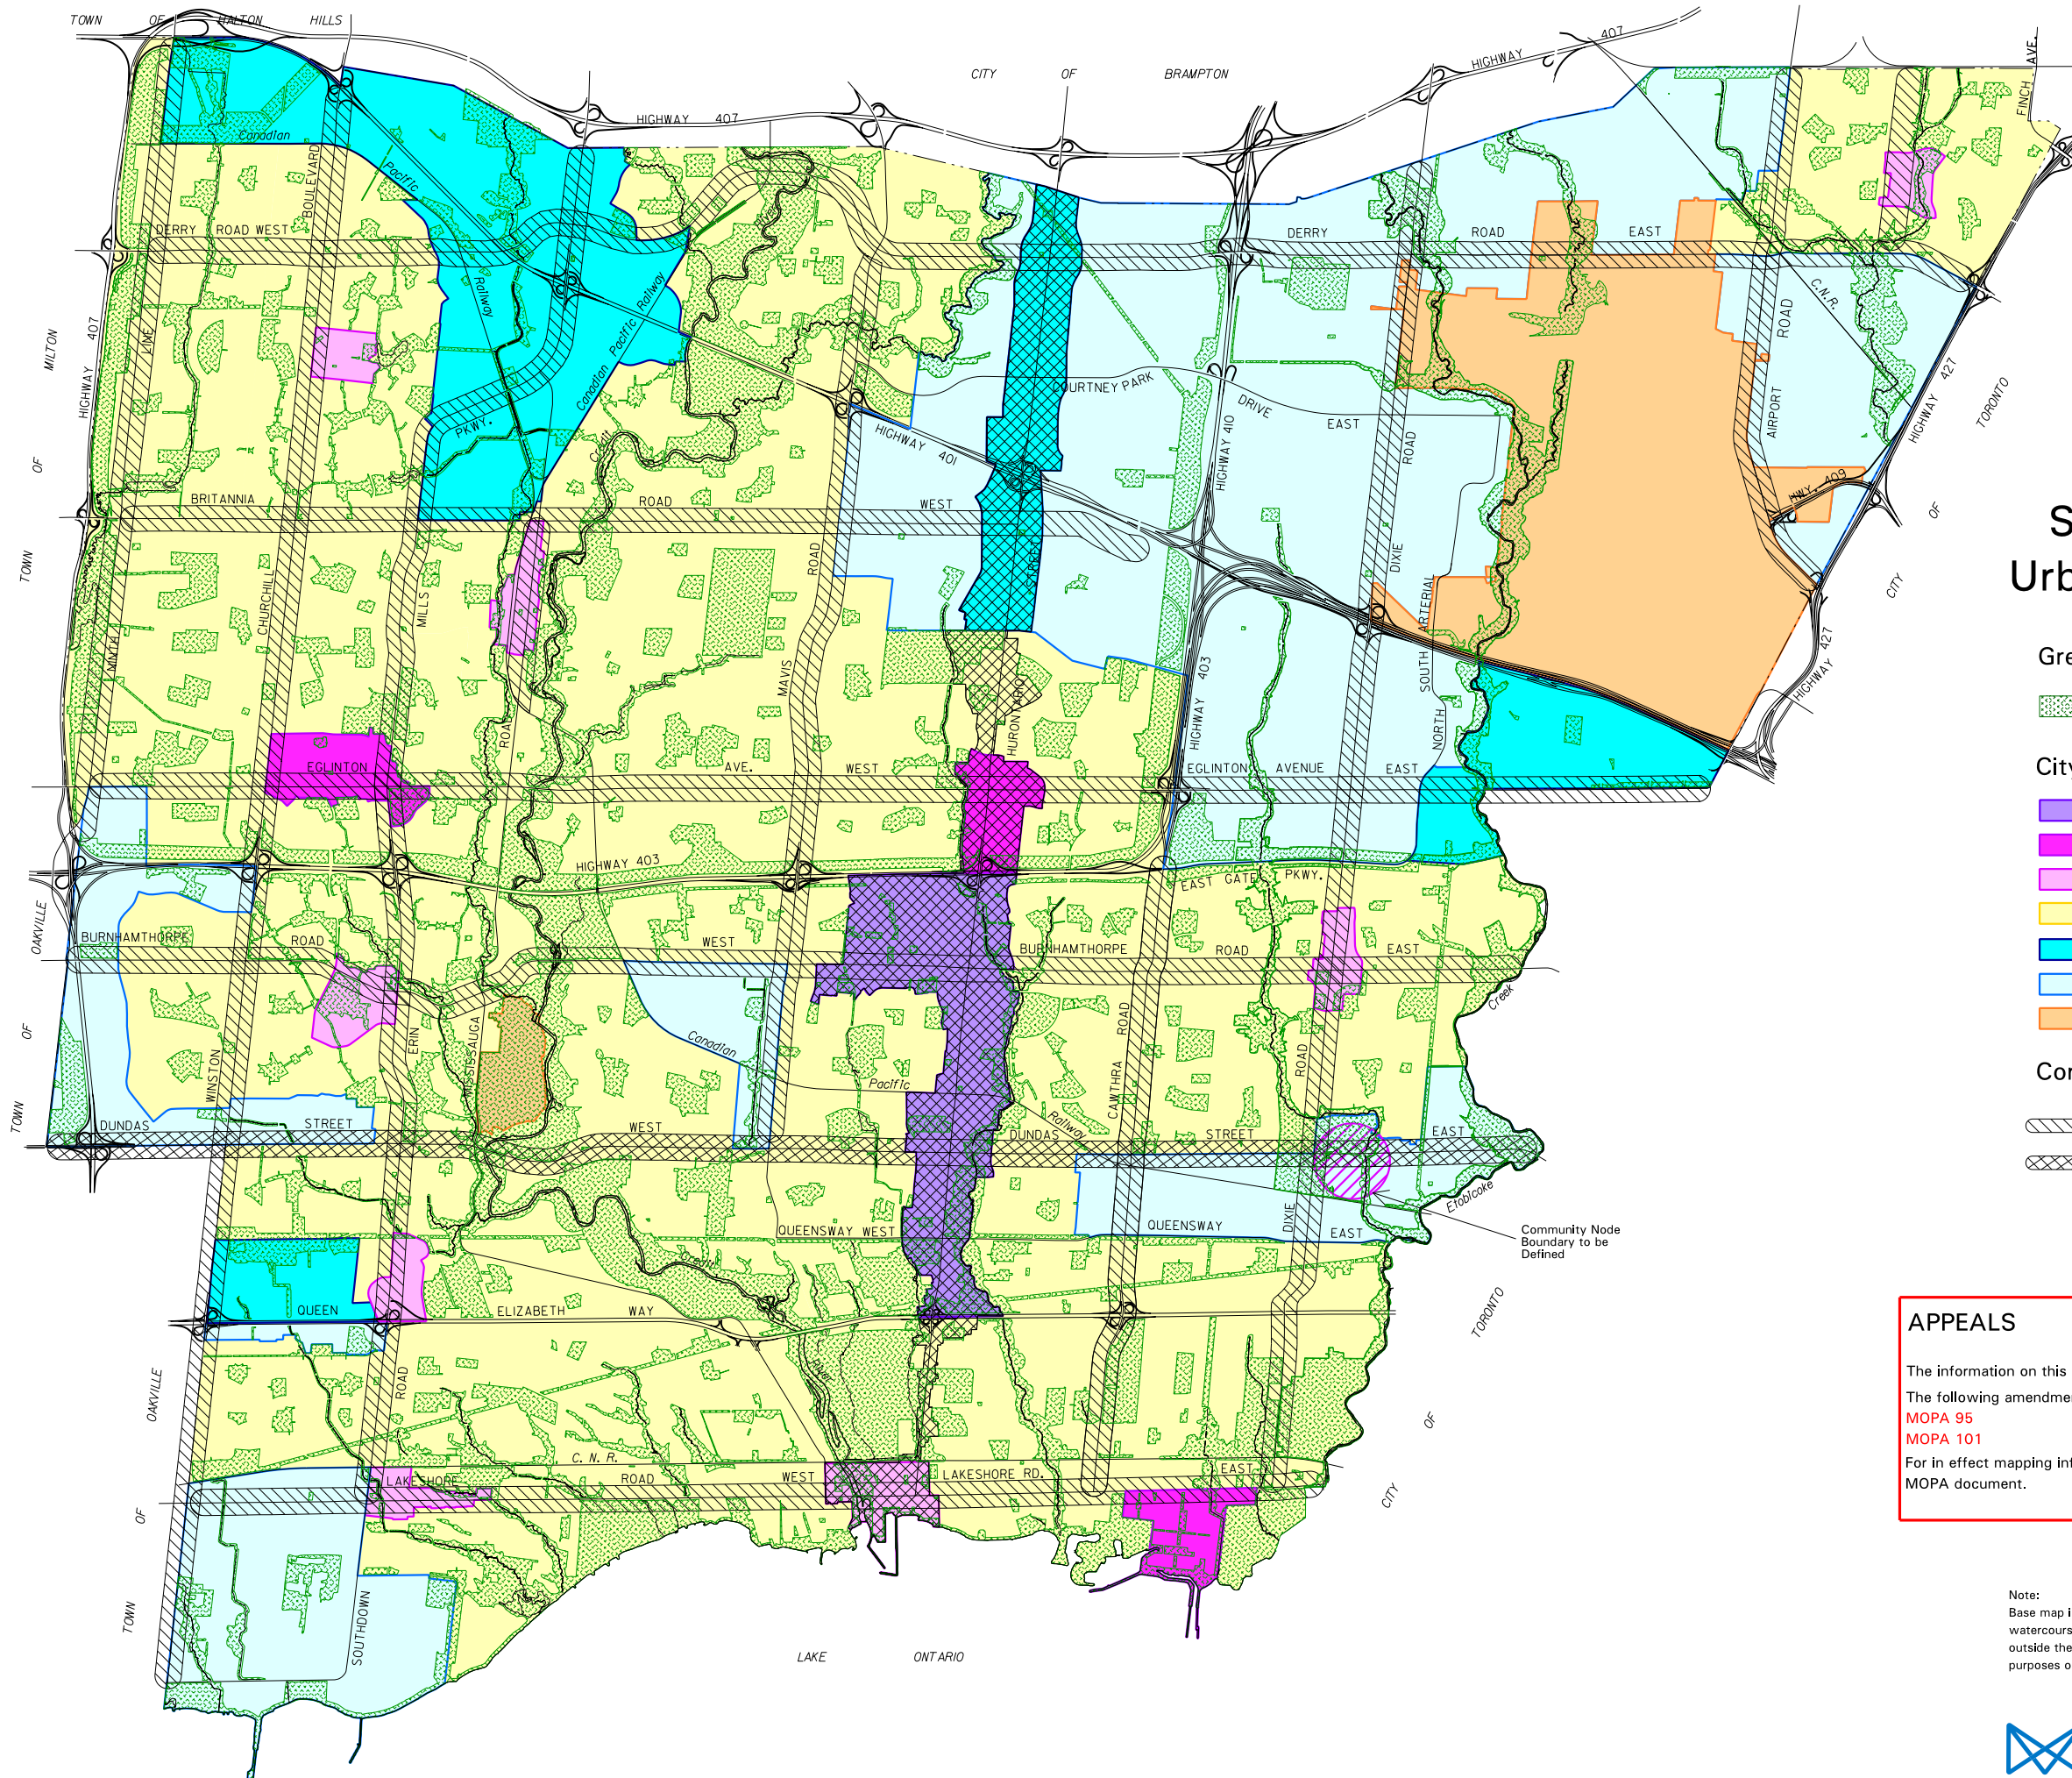 TOWN OF HALTON HILLS
CITY OF BRAMPTON
HIGHWAY 407
HIGHWAY 407
FINCH AVE.
Canadian
Pacific
Railway
BOULEVARD
DERRY ROAD WEST
DERRY ROAD EAST
River
Canadian Pacific Railway
C.N.R.
MILTON
HIGHWAY 407
LINE
ROAD
AIRPORT
HIGHWAY 427
TORONTO
COURTNEY PARK
DRIVE
EAST
PKWY.
HIGHWAY 401
HIGHWAY 410
ROAD
Credit
OF
BRITANNIA
ROAD
WEST
HWY. 409
OF
S
Urb
TOWN
ROAD
STREET
DIXIE
CITY
CHURCHILL
MILLS
SOUTH ARTERIAL
NINTH
MAVIS
HURONTARIO
HIGHWAY 403
HIGHWAY 427
Gre
ROAD
NORTH
EGLINTON
AVE.
WEST
EGLINTON AVENUE EAST
City
HIGHWAY 403
EAST GATE PKWY.
OAKVILLE
BURNHAMTHORPE
ROAD
WEST
BURNHAMTHORPE
ROAD
EAST
Creek
OF
ERIN
MISSISSAUGA
Canadian
Pacific
Railway
CAWTHRA
ROAD
ROAD
WINSTON
Cor
TOWN
DUNDAS
STREET
WEST
DUNDAS
STREET
EAST
Etobicoke
QUEENSWAY WEST
QUEENSWAY
EAST
DIXIE
Community Node
Boundary to be
Defined
Credit
QUEEN
ELIZABETH
WAY
TORONTO
River
OAKVILLE
ROAD
OF
C. N. R.
LAKESHORE
ROAD
WEST
LAKESHORE RD.
EAST
CITY
OF
TOWN
SOUTHDOWN
LAKE ONTARIO
APPEALS
The information on this
The following amendme
MOPA 95
MOPA 101
For in effect mapping inf
MOPA document.
Note:
Base map i
watercours
outside the
purposes o